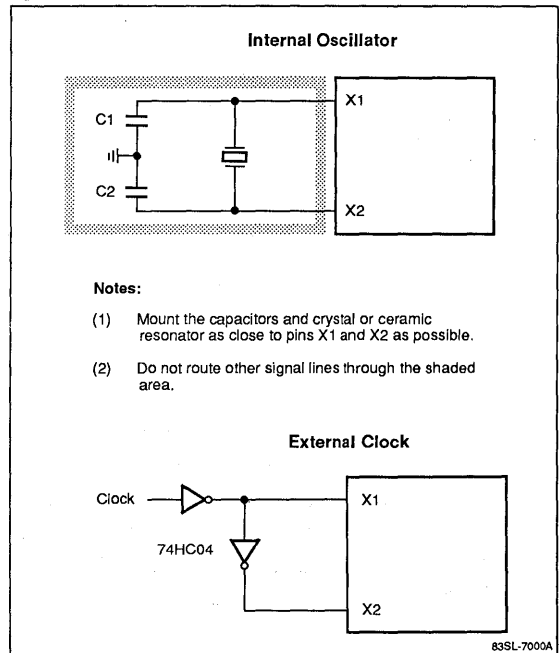 Internal Oscillator
C1
C2
X1
X2
Notes:
(1) Mount the capacitors and crystal or ceramic
resonator as close to pins X1 and X2 as possible.
(2) Do not route other signal lines through the shaded
area.
External Clock
Clock
74HC04
X1
X2
83SL-7000A